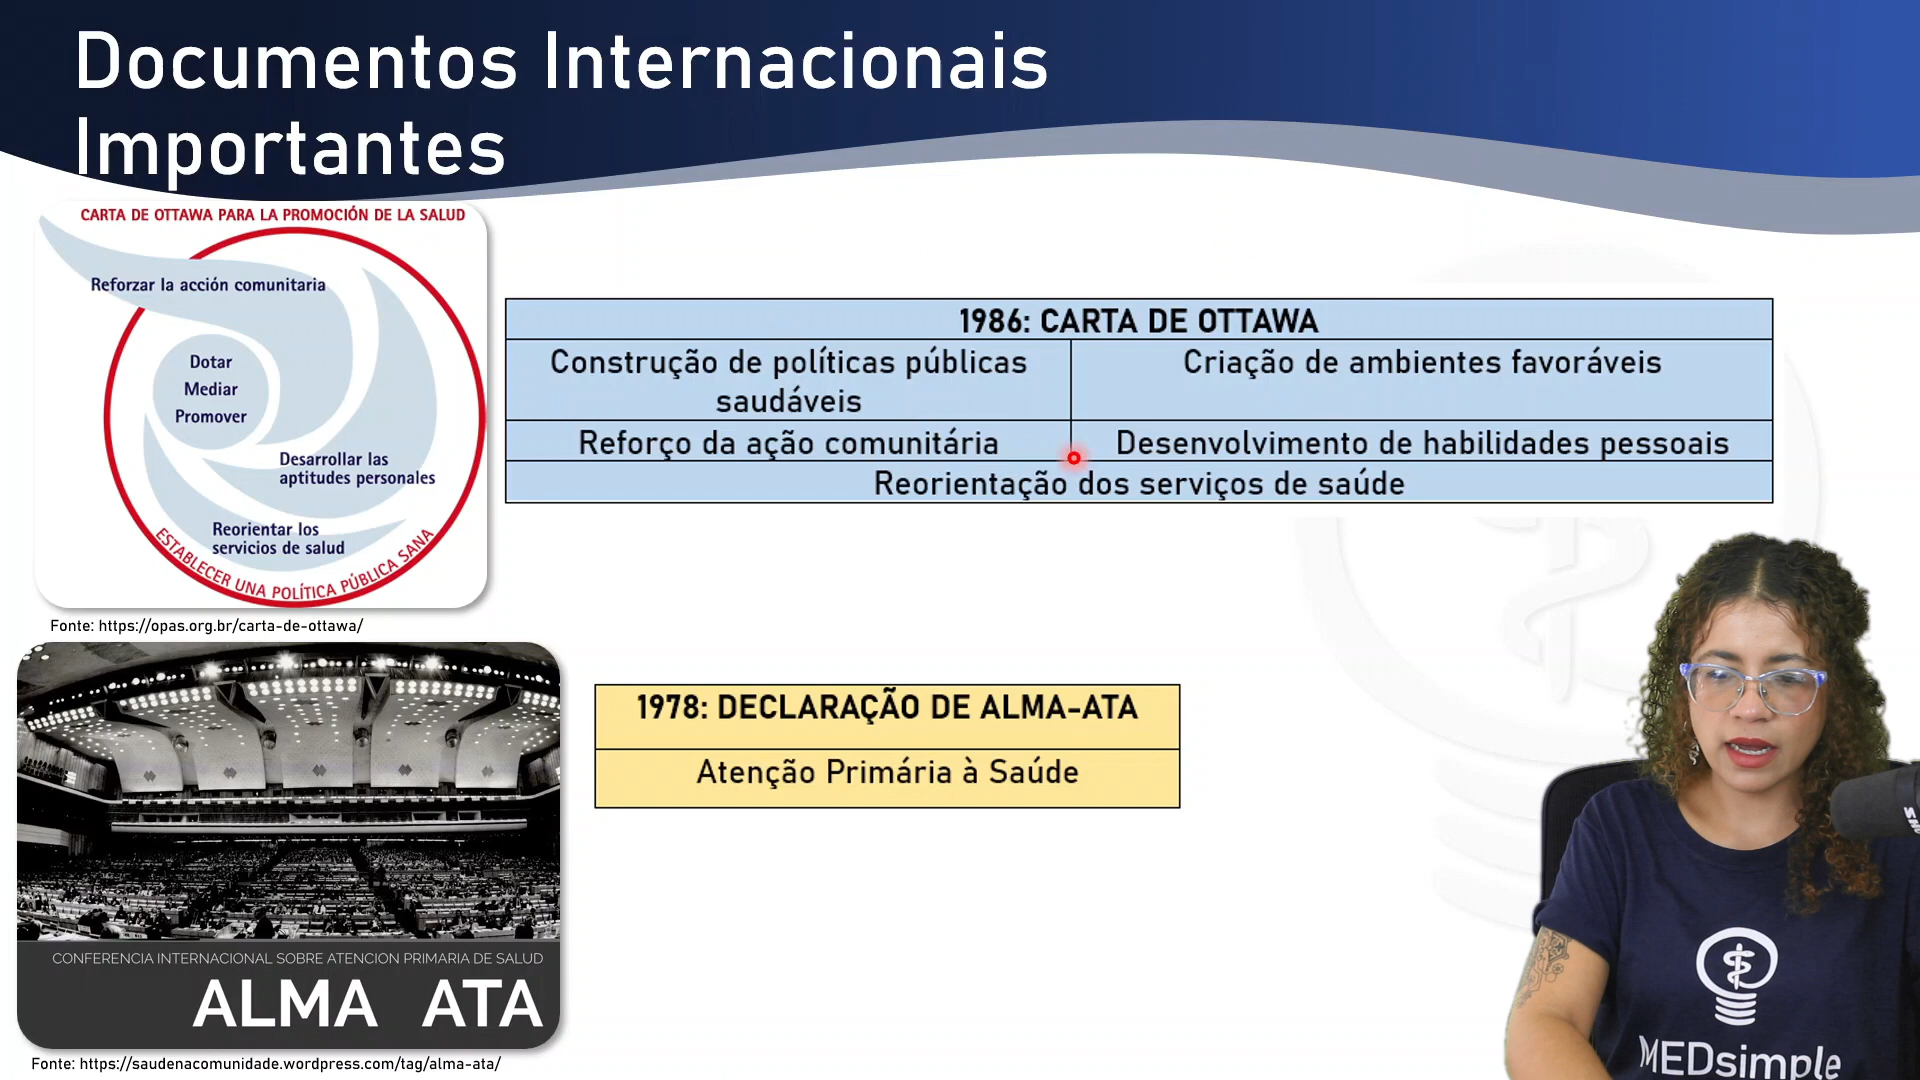 Documentos Internacionais
Importantes
CARTA DE OTTAWA PARA LA PROMOCIÓN DE LA SALUD
Reforzar la acción comunitaria
Dotar
Mediar
Promover
Desarrollar las
aptitudes personales
Reorientar los
servicios de salud
ESTABLECER UNA POLÍTICA PÚBLICA SANA
Fonte: https://opas.org.br/carta-de-ottawa/
1986: CARTA DE OTTAWA
Construção de políticas públicas
saudáveis
Criação de ambientes favoráveis
Reforço da ação comunitária
Desenvolvimento de habilidades pessoais
Reorientação dos serviços de saúde
CONFERENCIA INTERNACIONAL SOBRE ATENCION PRIMARIA DE SALUD
ALMA ATA
Fonte: https://saudenacomunidade.wordpress.com/tag/alma-ata/
1978: DECLARAÇÃO DE ALMA-ATA
Atenção Primária à Saúde
MEDsimple